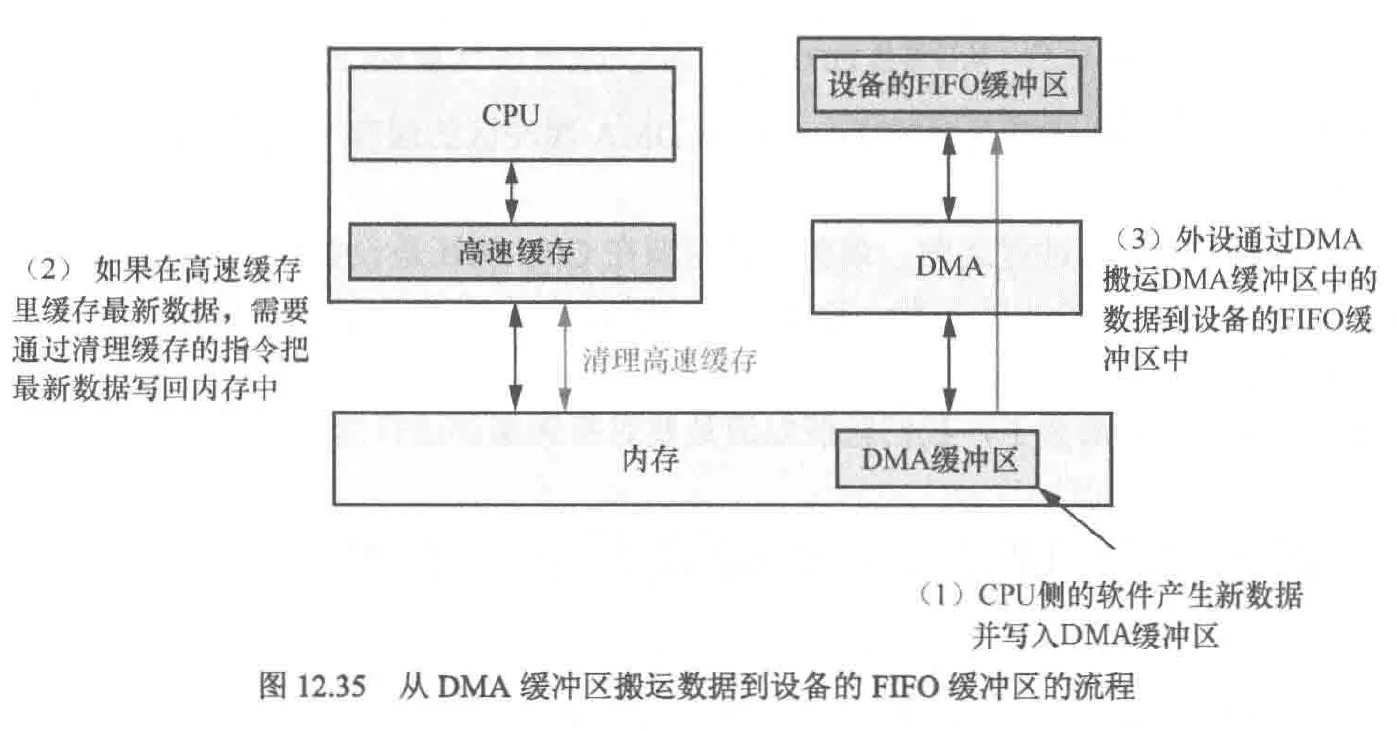 设备的FIFO缓冲区
CPU
高速缓存
DMA
（2） 如果在高速缓存
里缓存最新数据，需要
通过清理缓存的指令把
最新数据写回内存中
（3）外设通过DMA
搬运DMA缓冲区中的
数据到设备的FIFO缓
冲区中
清理高速缓存
内存
DMA缓冲区
（1）CPU侧的软件产生新数据
并写入DMA缓冲区
图 12.35 从 DMA 缓冲区搬运数据到设备的 FIFO 缓冲区的流程